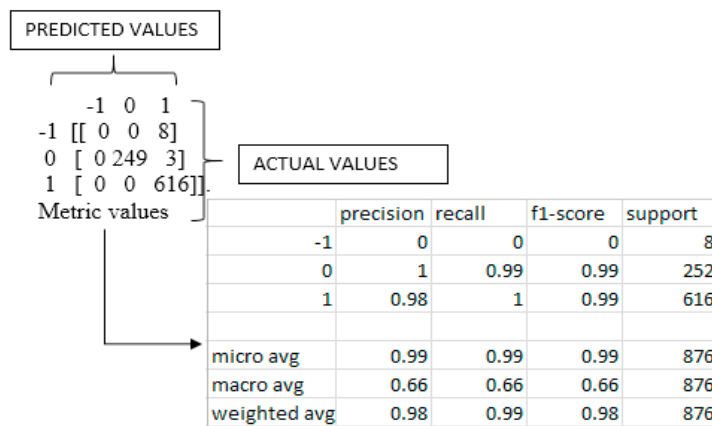 PREDICTED VALUES
-1 0 1
-1 [[ 0 0 8]
0 [ 0 249 3]
1 [ 0 0 616]].
ACTUAL VALUES
Metric values
precision recall f1-score support
-1 0 0 0 8
0 1 0.99 0.99 252
1 0.98 1 0.99 616
micro avg 0.99 0.99 0.99 876
macro avg 0.66 0.66 0.66 876
weighted avg 0.98 0.99 0.98 876